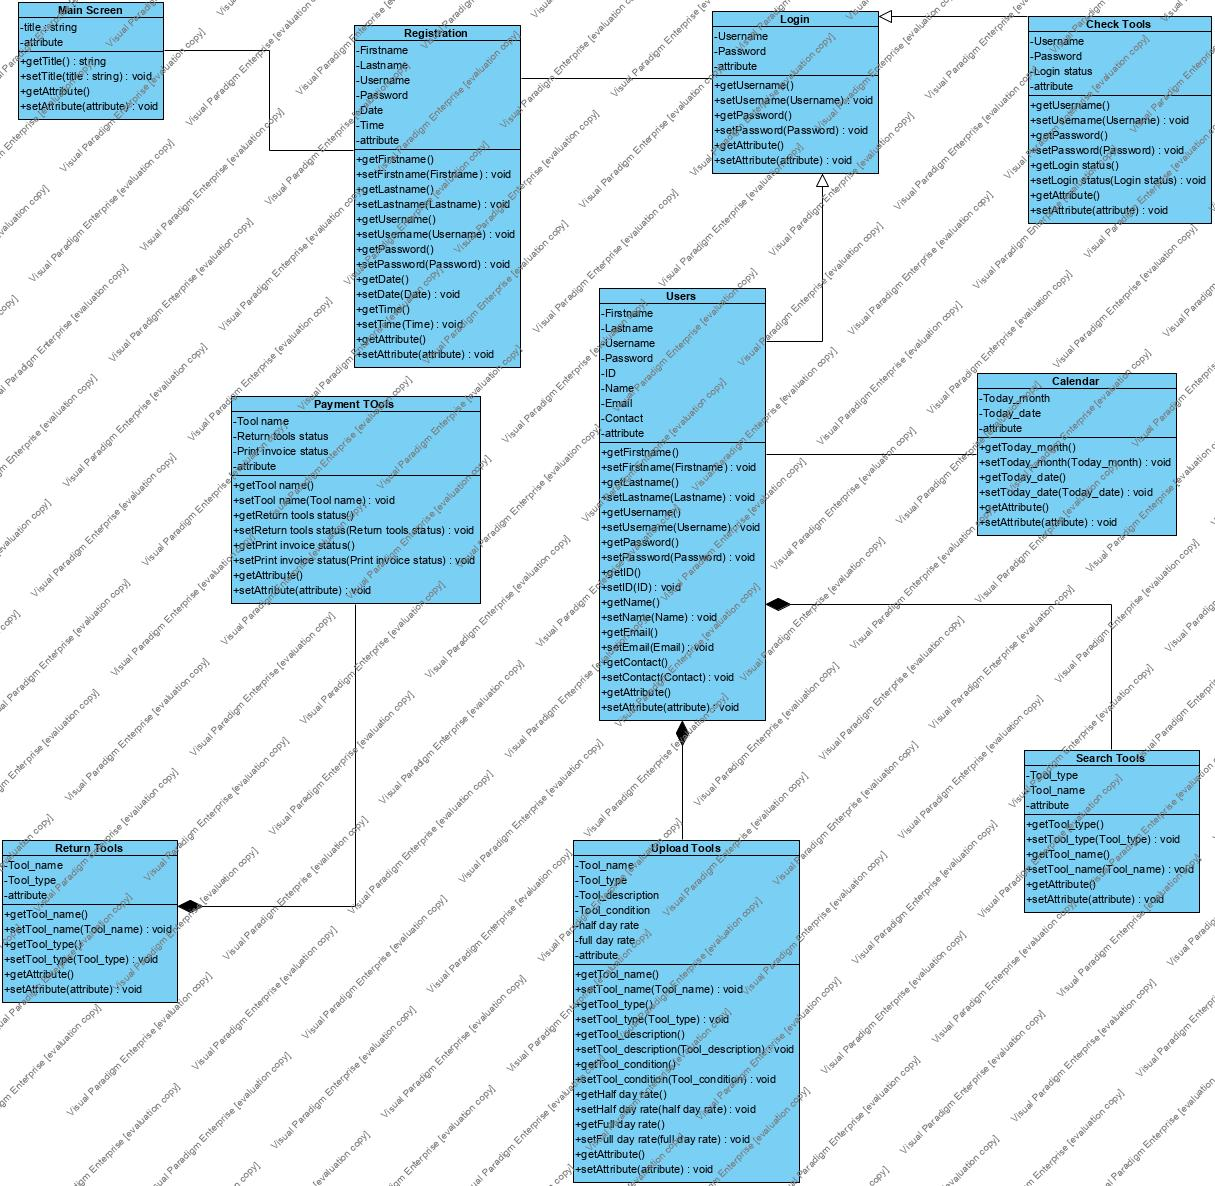 Main Screen
-title : string
-attribute
+getTitle() : string
+setTitle(title : string) : void
+getAttribute()
+setAttribute(attribute) : void
Registration
-Firstname
-Lastname
-Username
-Password
-Date
-Time
-attribute
+getFirstname()
+setFirstname(Firstname) : void
+getLastname()
+setLastname(Lastname) : void
+getUsername()
+setUsername(Username) : void
+getPassword()
+setPassword(Password) : void
+getDate()
+setDate(Date) : void
+getTime()
+setTime(Time) : void
+getAttribute()
+setAttribute(attribute) : void
Login
-Username
-Password
-attribute
+getUsername()
+setUsername(Username) : void
+getPassword()
+setPassword(Password) : void
+getAttribute()
+setAttribute(attribute) : void
Check Tools
-Username
-Password
-Login status
-attribute
+getUsername()
+setUsername(Username) : void
+getPassword()
+setPassword(Password) : void
+getLogin status()
+setLogin status(Login status) : void
+getAttribute()
+setAttribute(attribute) : void
Users
-Firstname
-Lastname
-Username
-Password
-ID
-Name
-Email
-Contact
-attribute
+getFirstname()
+setFirstname(Firstname) : void
+getLastname()
+setLastname(Lastname) : void
+getUsername()
+setUsername(Username) : void
+getPassword()
+setPassword(Password) : void
+getID()
+setID(ID) : void
+getName()
+setName(Name) : void
+getEmail()
+setEmail(Email) : void
+getContact()
+setContact(Contact) : void
+getAttribute()
+setAttribute(attribute) : void
Calendar
-Today_month
-Today_date
-attribute
+getToday_month()
+setToday_month(Today_month) : void
+getToday_date()
+setToday_date(Today_date) : void
+getAttribute()
+setAttribute(attribute) : void
Payment TOols
-Tool name
-Return tools status
-Print invoice status
-attribute
+getTool name()
+setTool name(Tool name) : void
+getReturn tools status()
+setReturn tools status(Return tools status) : void
+getPrint invoice status()
+setPrint invoice status(Print invoice status) : void
+getAttribute()
+setAttribute(attribute) : void
Search Tools
-Tool_type
-Tool_name
-attribute
+getTool_type()
+setTool_type(Tool_type) : void
+getTool_name()
+setTool_name(Tool_name) : void
+getAttribute()
+setAttribute(attribute) : void
Return Tools
-Tool_name
-Tool_type
-attribute
+getTool_name()
+setTool_name(Tool_name) : void
+getTool_type()
+setTool_type(Tool_type) : void
+getAttribute()
+setAttribute(attribute) : void
Upload Tools
-Tool_name
-Tool_type
-Tool_description
-Tool_condition
-half day rate
-full day rate
-attribute
+getTool_name()
+setTool_name(Tool_name) : void
+getTool_type()
+setTool_type(Tool_type) : void
+getTool_description()
+setTool_description(Tool_description) : void
+getTool_condition()
+setTool_condition(Tool_condition) : void
+getHalf day rate()
+setHalf day rate(half day rate) : void
+getFull day rate()
+setFull day rate(full day rate) : void
+getAttribute()
+setAttribute(attribute) : void
Visual Paradigm Enterprise [evaluation copy]